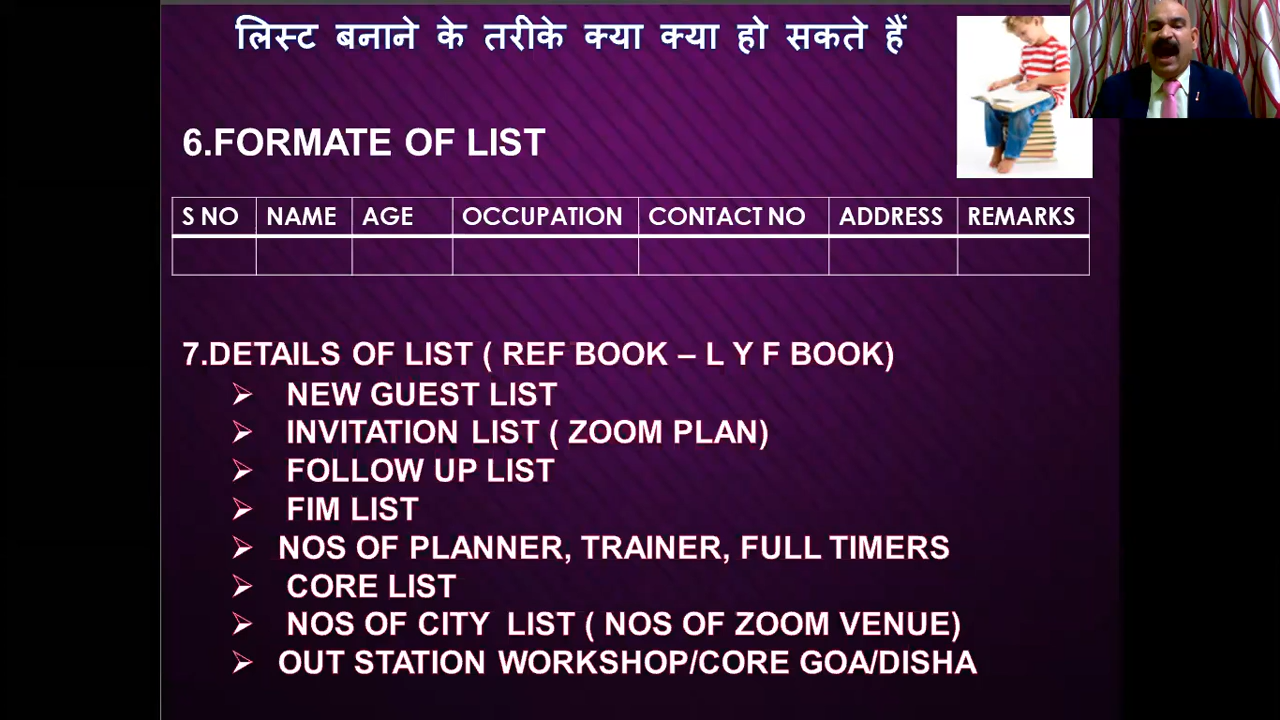 लिस्ट बनाने के तरीके क्या क्या हो सकते हैं
6.FORMATE OF LIST
S NO NAME AGE OCCUPATION CONTACT NO ADDRESS REMARKS
7.DETAILS OF LIST ( REF BOOK – L Y F BOOK)
➢ NEW GUEST LIST
➢ INVITATION LIST ( ZOOM PLAN)
➢ FOLLOW UP LIST
➢ FIM LIST
➢ NOS OF PLANNER, TRAINER, FULL TIMERS
➢ CORE LIST
➢ NOS OF CITY LIST ( NOS OF ZOOM VENUE)
➢ OUT STATION WORKSHOP/CORE GOA/DISHA